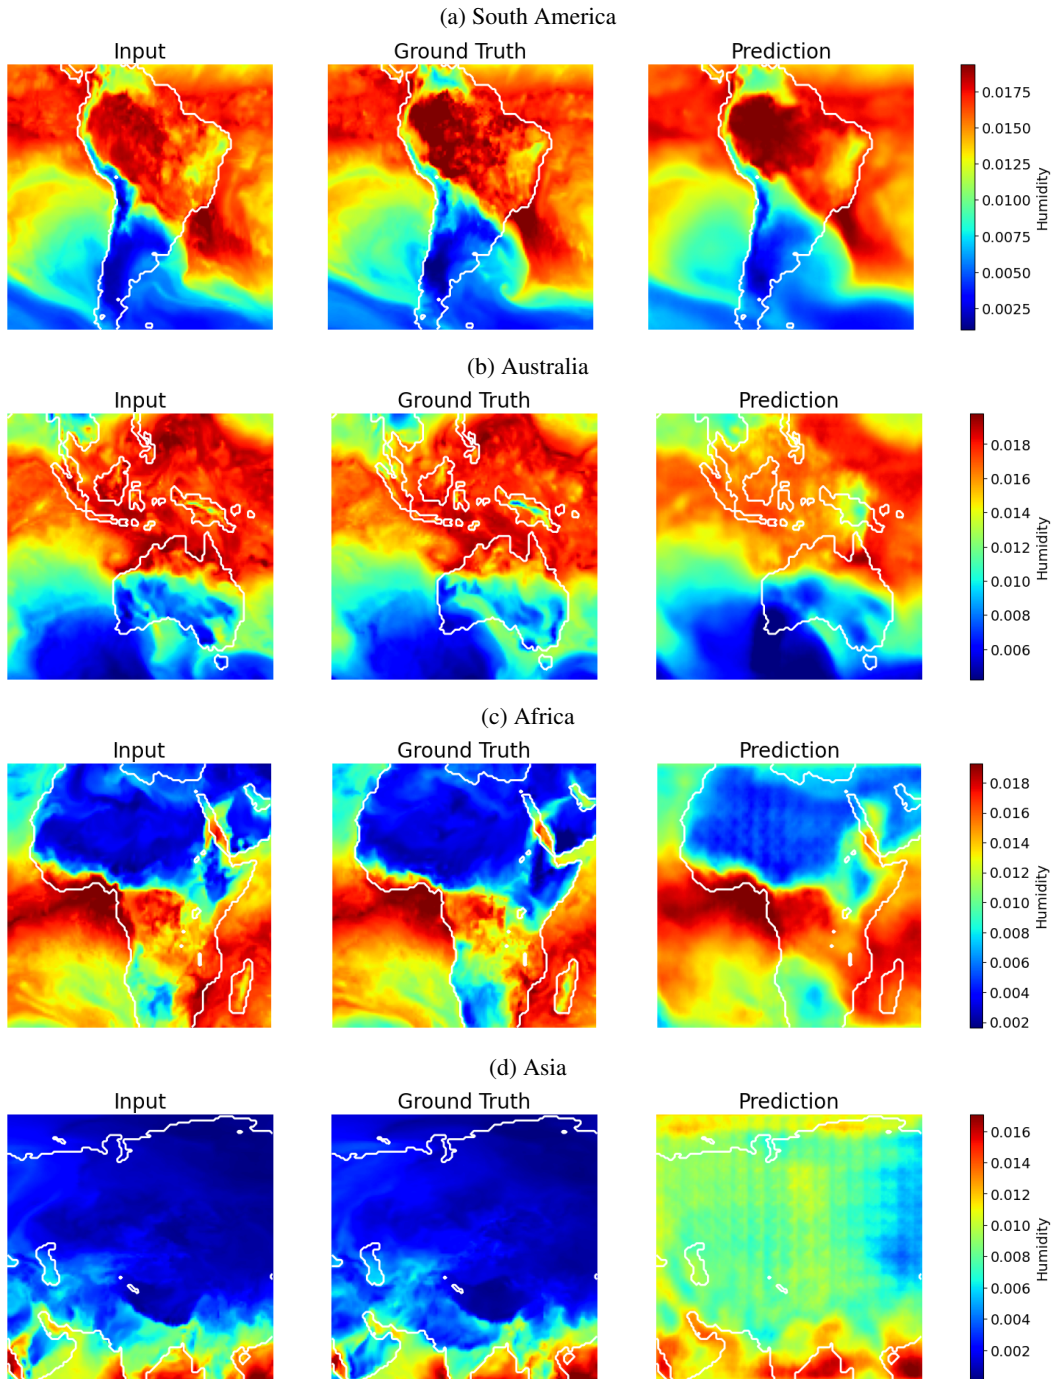 (a) South America
Input Ground Truth Prediction
0.0175
0.0150
0.0125
0.0100
0.0075
0.0050
0.0025
Humidity
(b) Australia
Input Ground Truth Prediction
0.018
0.016
0.014
0.012
0.010
0.008
0.006
Humidity
(c) Africa
Input Ground Truth Prediction
0.018
0.016
0.014
0.012
0.010
0.008
0.006
0.004
0.002
Humidity
(d) Asia
Input Ground Truth Prediction
0.016
0.014
0.012
0.010
0.008
0.006
0.004
0.002
Humidity